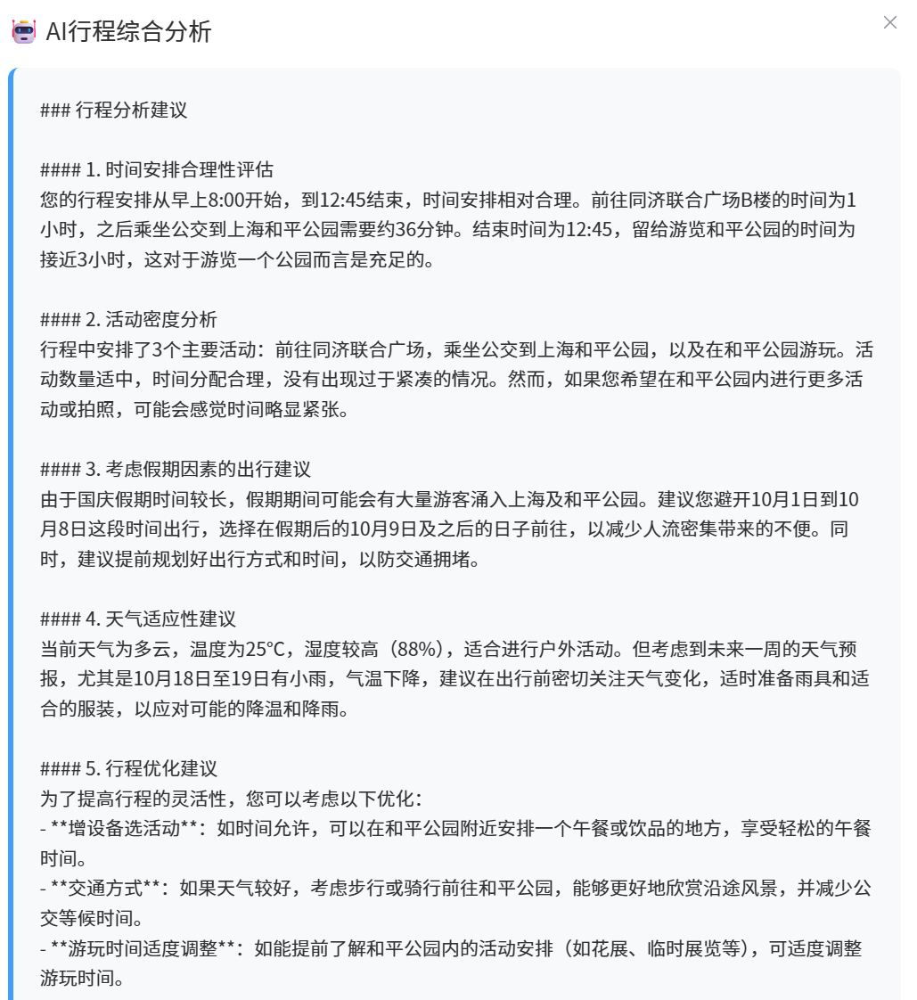 AI行程综合分析
### 行程分析建议
#### 1. 时间安排合理性评估
您的行程安排从早上8:00开始，到12:45结束，时间安排相对合理。前往同济联合广场B楼的时间为1
小时，之后乘坐公交到上海和平公园需要约36分钟。结束时间为12:45，留给游览和平公园的时间为
接近3小时，这对于游览一个公园而言是充足的。
#### 2. 活动密度分析
行程中安排了3个主要活动：前往同济联合广场，乘坐公交到上海和平公园，以及在和平公园游玩。活
动数量适中，时间分配合理，没有出现过于紧凑的情况。然而，如果您希望在和平公园内进行更多活
动或拍照，可能会感觉时间略显紧张。
#### 3. 考虑假期因素的出行建议
由于国庆假期时间较长，假期期间可能会有大量游客涌入上海及和平公园。建议您避开10月1日到10
月8日这段时间出行，选择在假期后的10月9日及之后的日子前往，以减少人流密集带来的不便。同
时，建议提前规划好出行方式和时间，以防交通拥堵。
#### 4. 天气适应性建议
当前天气为多云，温度为25°C，湿度较高（88%），适合进行户外活动。但考虑到未来一周的天气预
报，尤其是10月18日至19日有小雨，气温下降，建议在出行前密切关注天气变化，适时准备雨具和适
合的服装，以应对可能的降温和降雨。
#### 5. 行程优化建议
为了提高行程的灵活性，您可以考虑以下优化：
- **增设备选活动**：如时间允许，可以在和平公园附近安排一个午餐或饮品的地方，享受轻松的午餐
时间。
- **交通方式**：如果天气较好，考虑步行或骑行前往和平公园，能够更好地欣赏沿途风景，并减少公
交等候时间。
- **游玩时间适度调整**：如能提前了解和平公园内的活动安排（如花展、临时展览等），可适度调整
游玩时间。